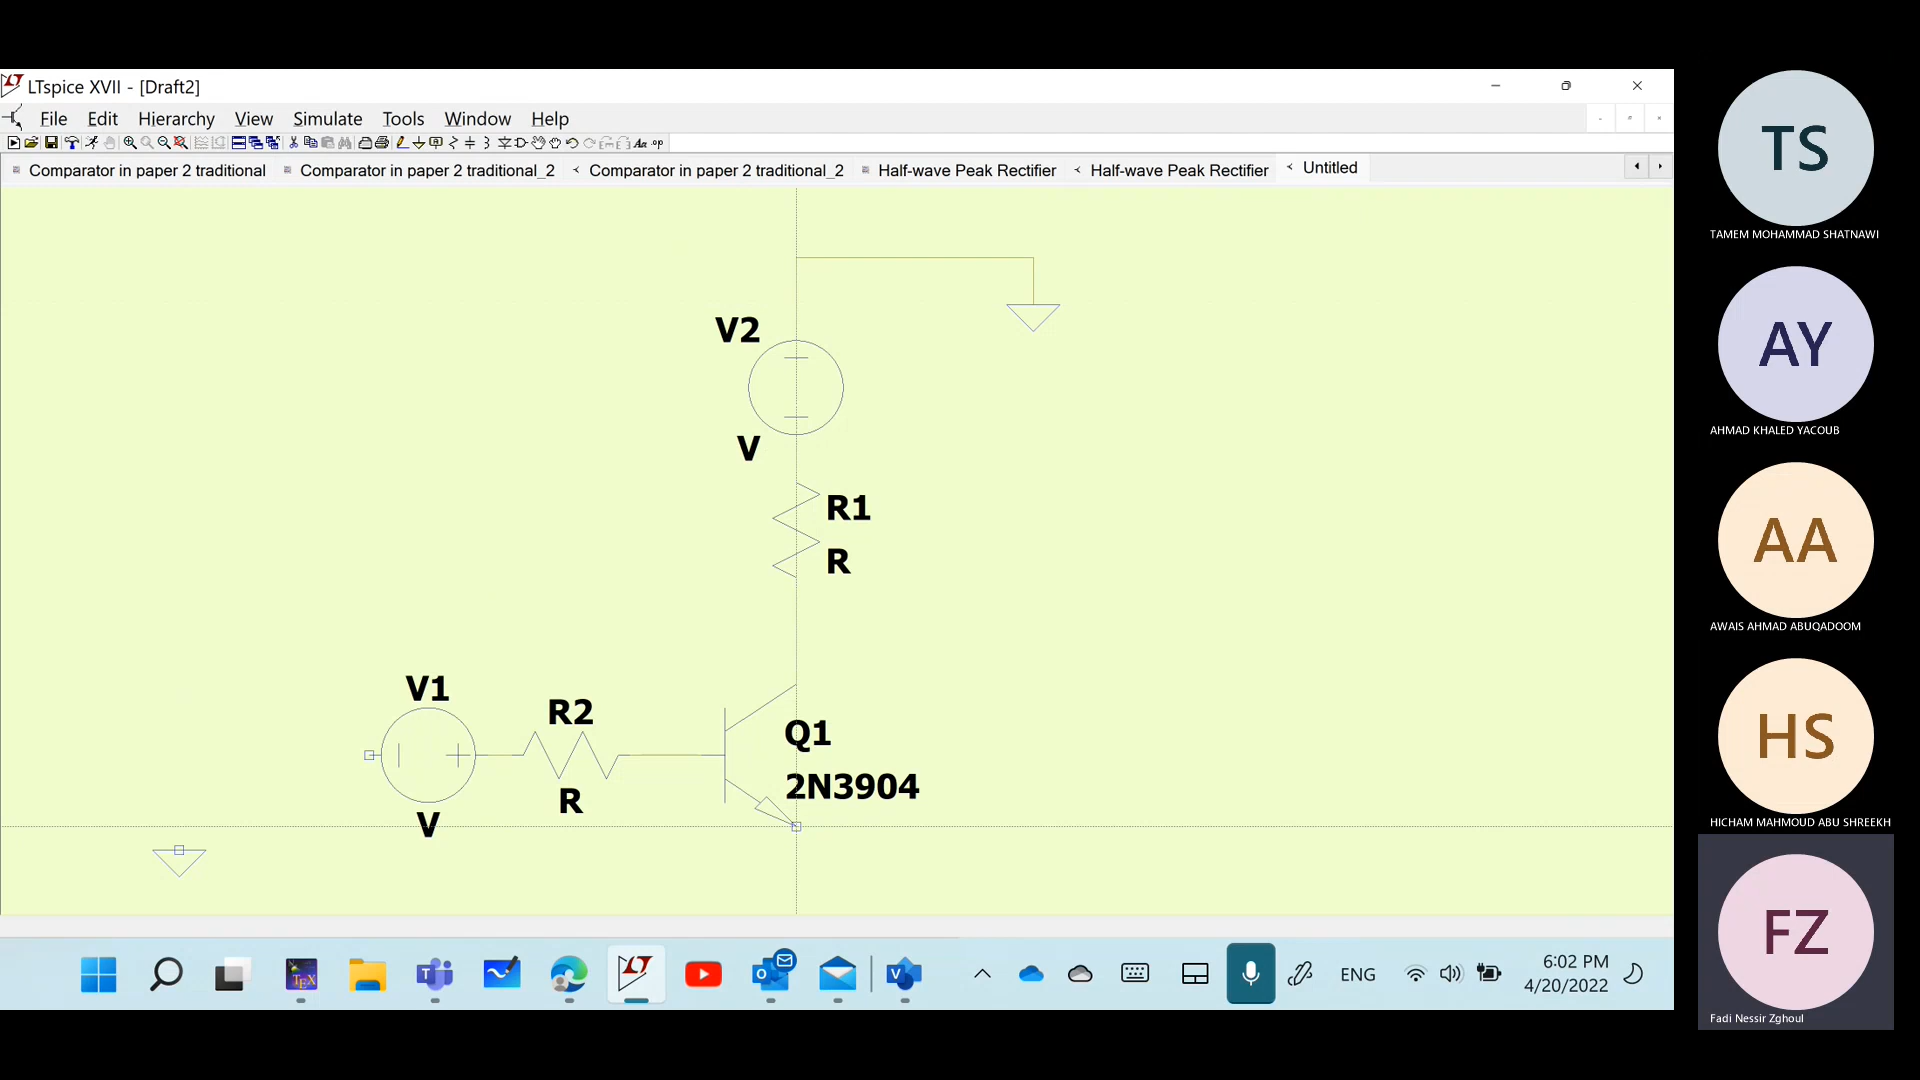 LTspice XVII - [Draft2]
File Edit Hierarchy View Simulate Tools Window Help
Comparator in paper 2 traditional Comparator in paper 2 traditional_2 Comparator in paper 2 traditional_2 Half-wave Peak Rectifier Half-wave Peak Rectifier Untitled
V2
V
R1
R
V1
R2
Q1
2N3904
R
V
ENG
6:02 PM
4/20/2022
TS
TAMEM MOHAMMAD SHATNAWI
AY
AHMAD KHALED YACOUB
AA
AWAIS AHMAD ABUQADOOM
HS
HICHAM MAHMOUD ABU SHREEKH
FZ
Fadi Nessir Zghoul